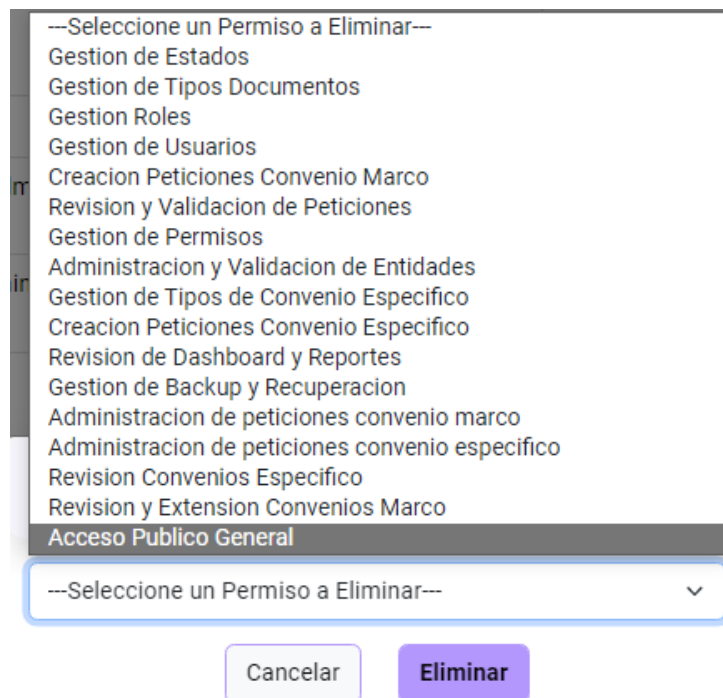 ---Seleccione un Permiso a Eliminar---
Gestion de Estados
Gestion de Tipos Documentos
Gestion Roles
Gestion de Usuarios
Creacion Peticiones Convenio Marco
Revision y Validacion de Peticiones
Gestion de Permisos
Administracion y Validacion de Entidades
Gestion de Tipos de Convenio Especifico
Creacion Peticiones Convenio Especifico
Revision de Dashboard y Reportes
Gestion de Backup y Recuperacion
Administracion de peticiones convenio marco
Administracion de peticiones convenio especifico
Revision Convenios Especifico
Revision y Extension Convenios Marco
Acceso Publico General
---Seleccione un Permiso a Eliminar---
Cancelar Eliminar